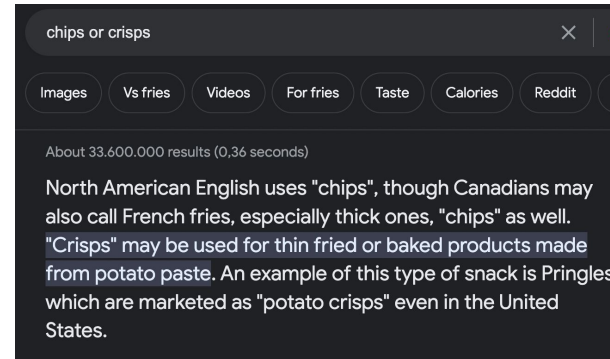 chips or crisps
Images
Vs fries
Videos
For fries
Taste
Calories
Reddit
About 33.600.000 results (0,36 seconds)
North American English uses "chips", though Canadians may
also call French fries, especially thick ones, "chips" as well.
"Crisps" may be used for thin fried or baked products made
from potato paste. An example of this type of snack is Pringles
which are marketed as "potato crisps" even in the United
States.